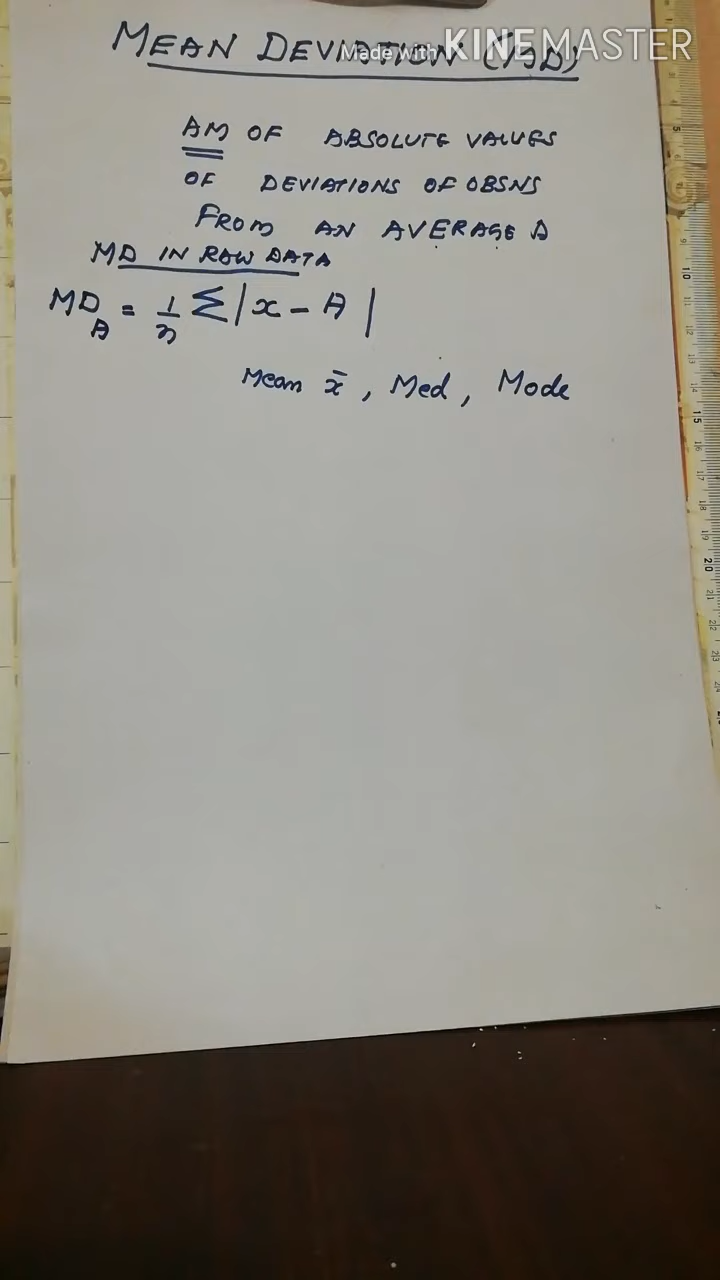 MEAN DEVIATION (MD)
Made with KINEMASTER
AM OF ABSOLUTE VALUES
OF DEVIATIONS OF OBSNS
FROM AN AVERAGE A
MD IN RAW DATA
MD_A = 1/n Σ|x - A|
Mean x̄, Med, Mode